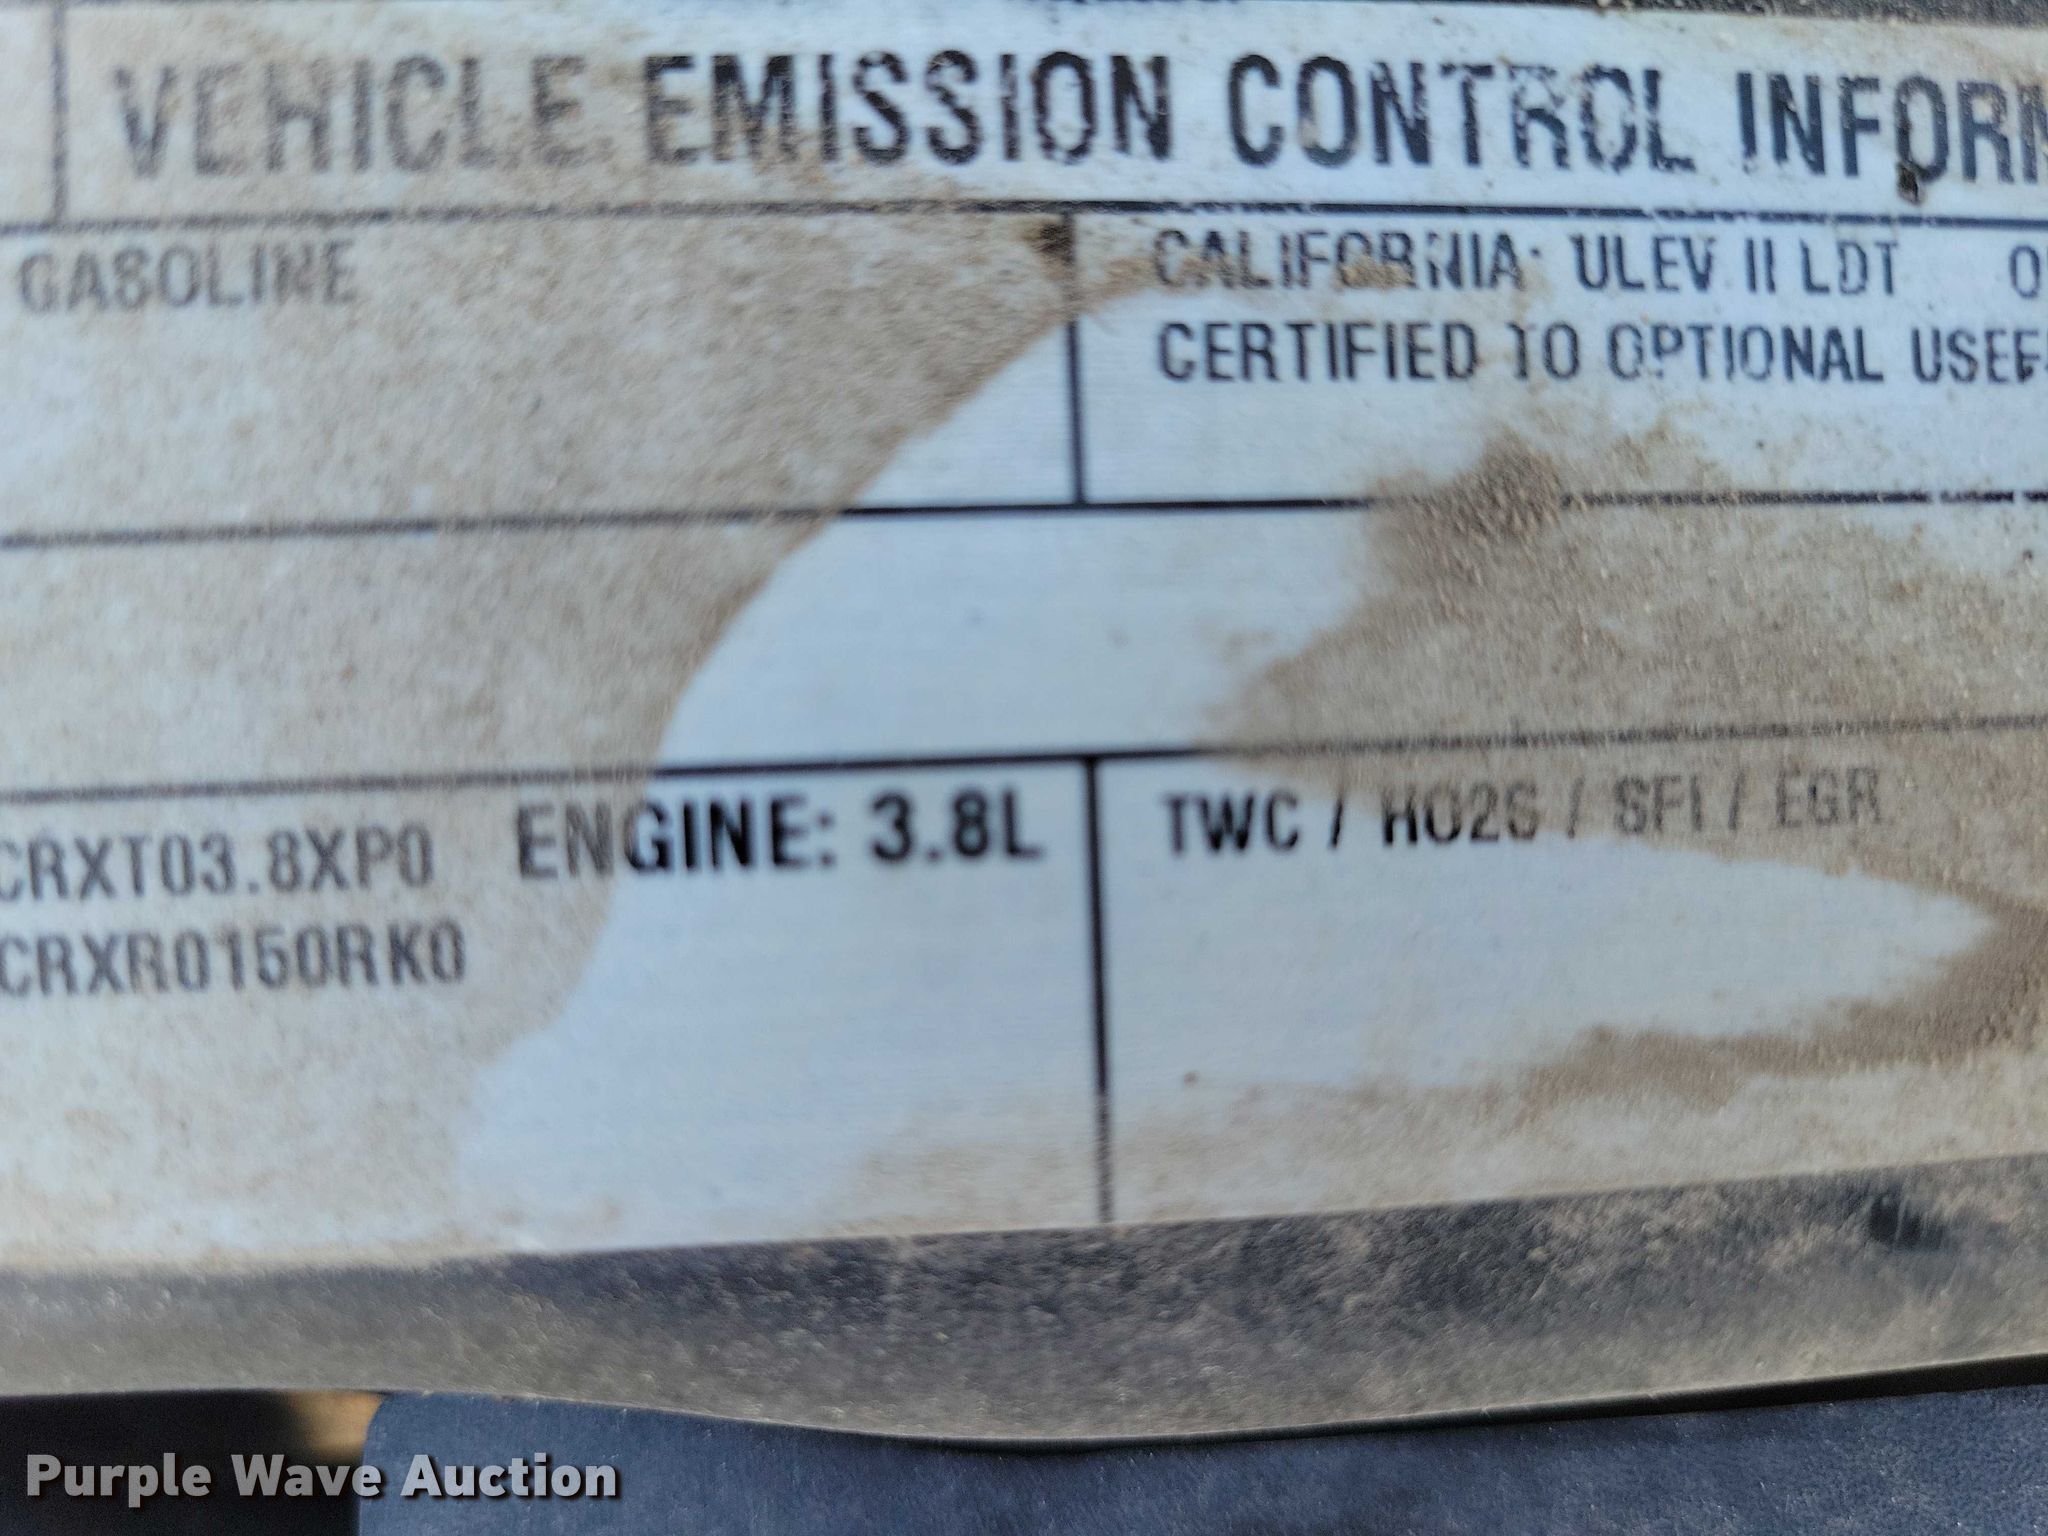 VEHICLE EMISSION CONTROL INFORM
GASOLINE
CALIFORNIA: ULEV II LDT
CERTIFIED TO OPTIONAL USEF
CRXT03.8XP0 ENGINE: 3.8L
TWC / HO2S / SFI / EGR
CRXR0150RK0
Purple Wave Auction